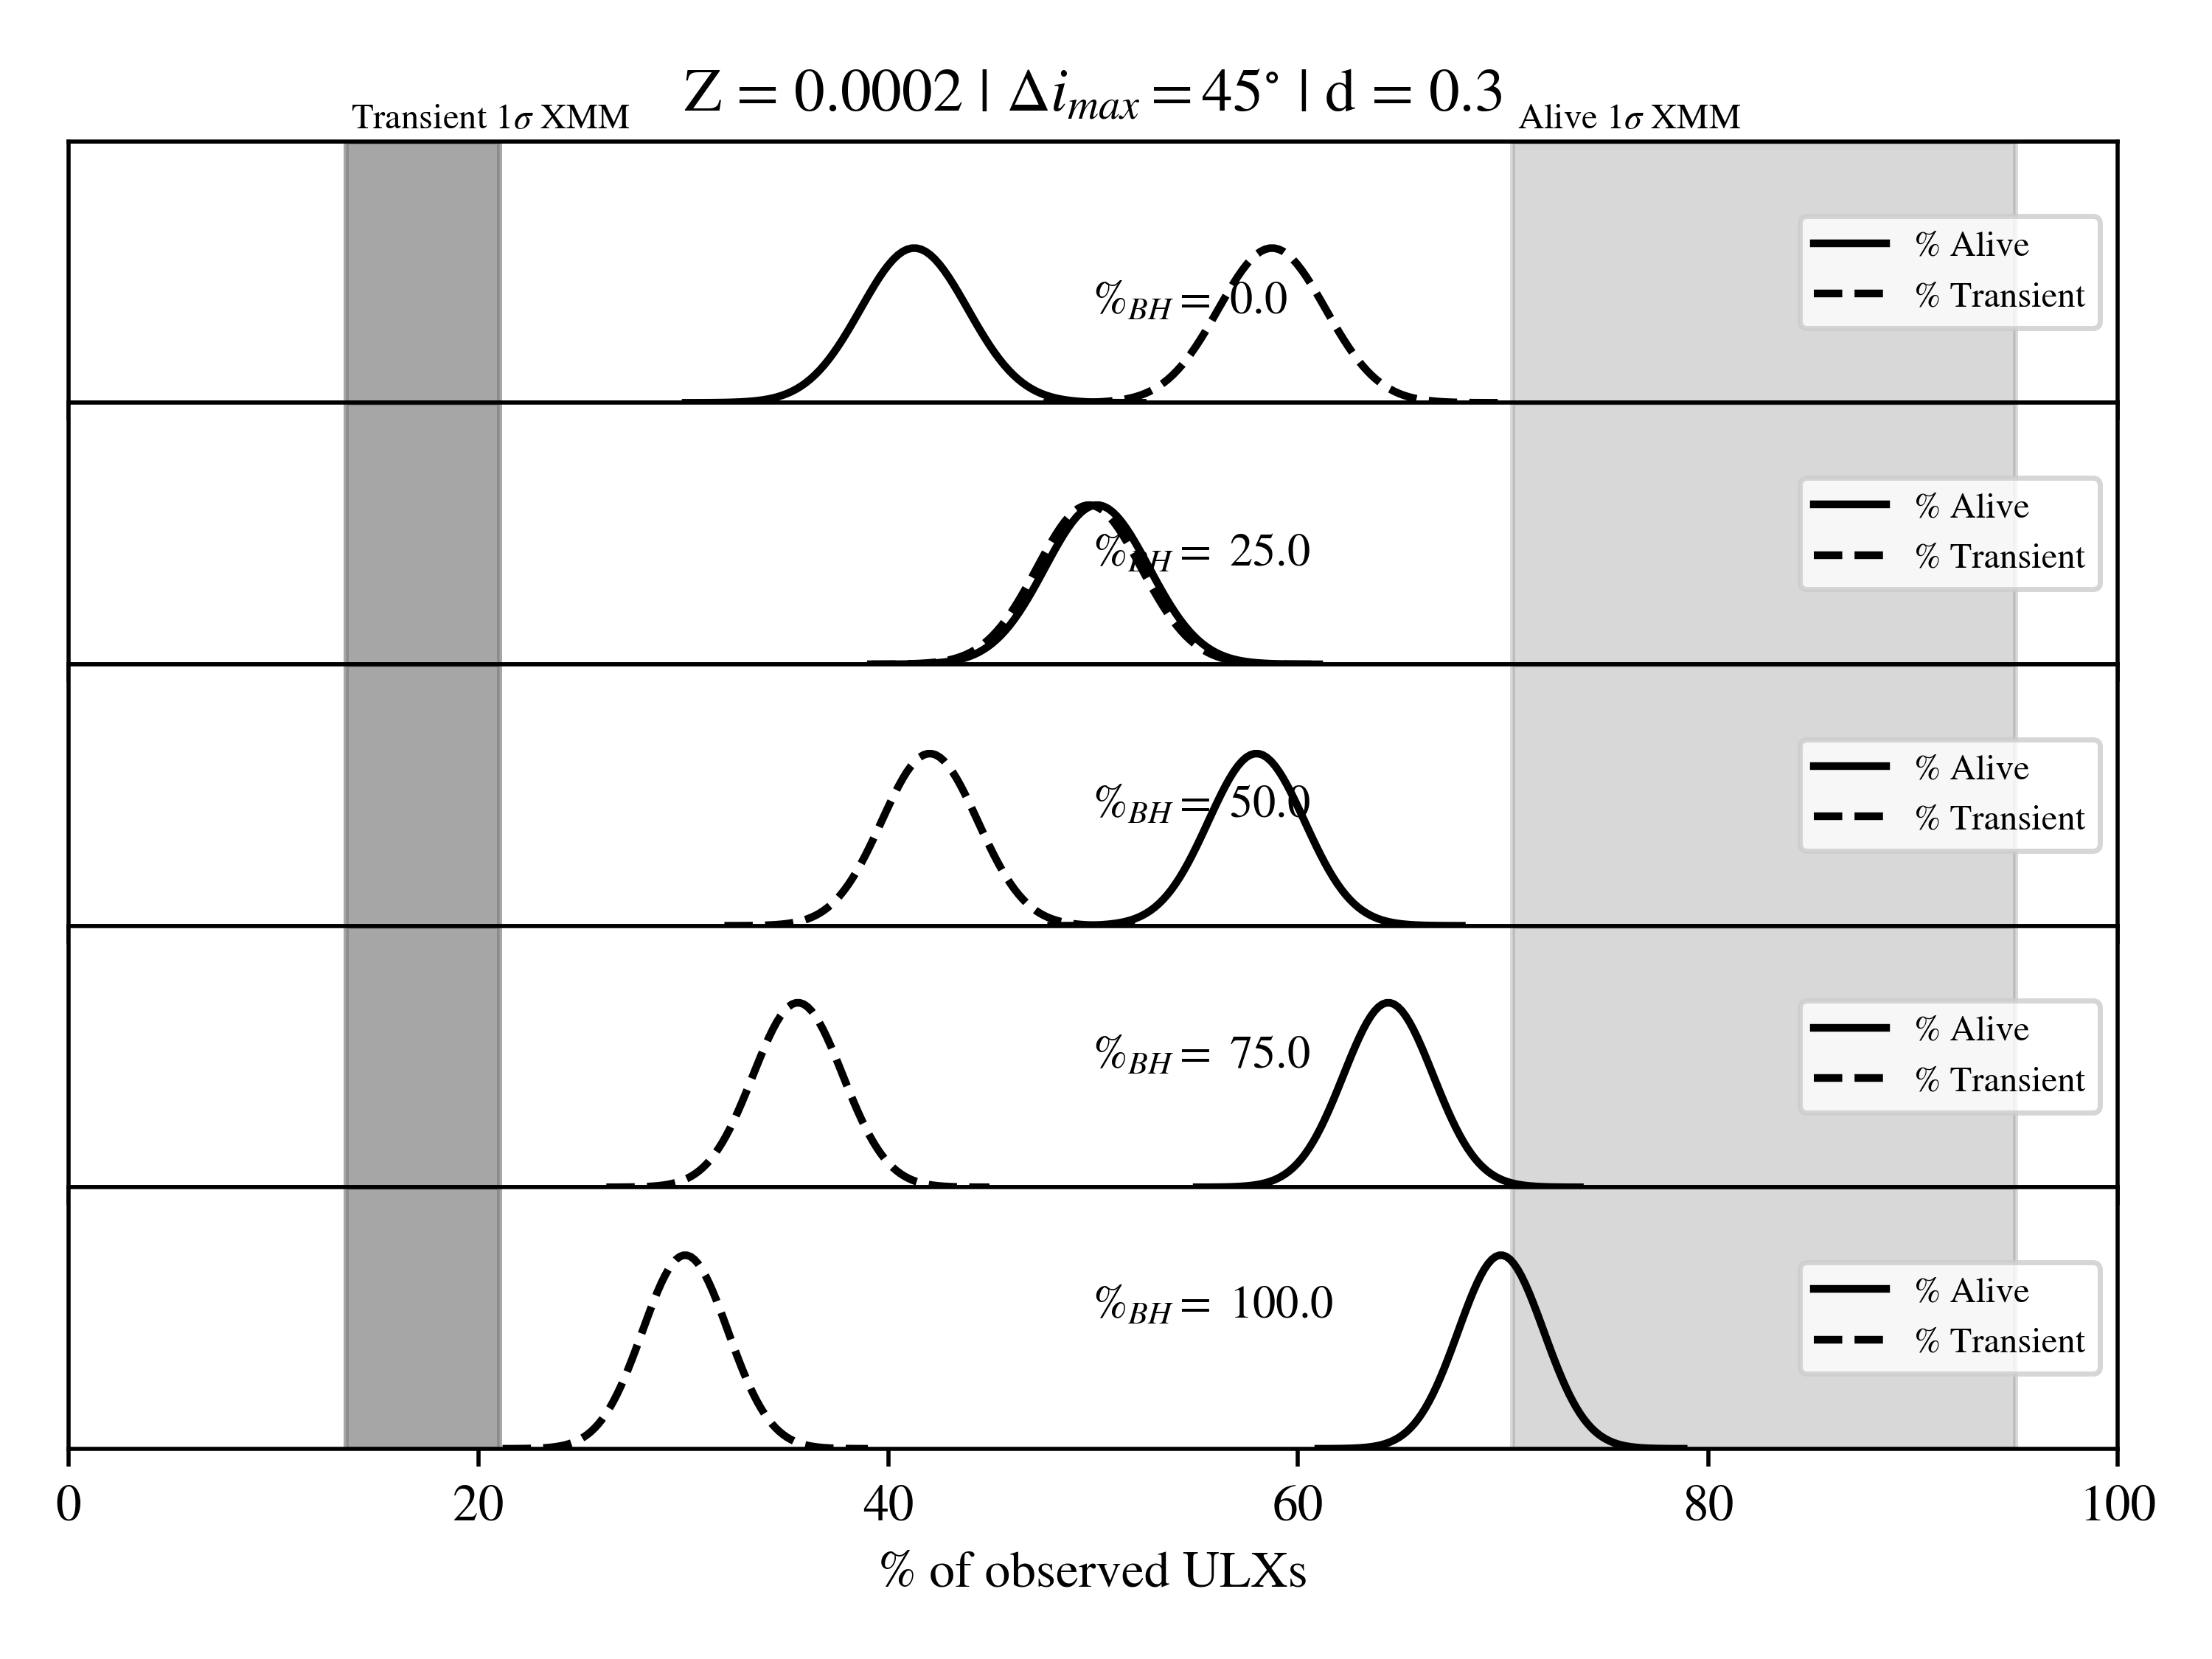 Z = 0.0002 | Δi_max = 45° | d = 0.3
Transient 1σ XMM
Alive 1σ XMM
%_BH = 0.0
% Alive
% Transient
%_BH = 25.0
% Alive
% Transient
%_BH = 50.0
% Alive
% Transient
%_BH = 75.0
% Alive
% Transient
%_BH = 100.0
% Alive
% Transient
0 20 40 60 80 100
% of observed ULXs